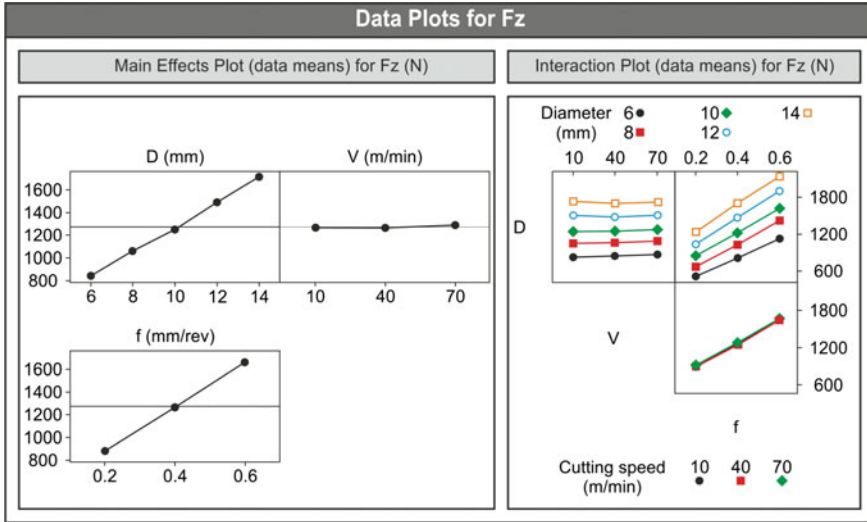 Data Plots for Fz
Main Effects Plot (data means) for Fz (N)
D (mm) V (m/min)
1600
1400
1200
1000
800
6 8 10 12 14 10 40 70
f (mm/rev)
1600
1400
1200
1000
800
0.2 0.4 0.6
Interaction Plot (data means) for Fz (N)
Diameter 6 10 14
(mm) 8 12
10 40 70 0.2 0.4 0.6
D
1800
1200
600
V
1800
1200
600
f
Cutting speed 10 40 70
(m/min)